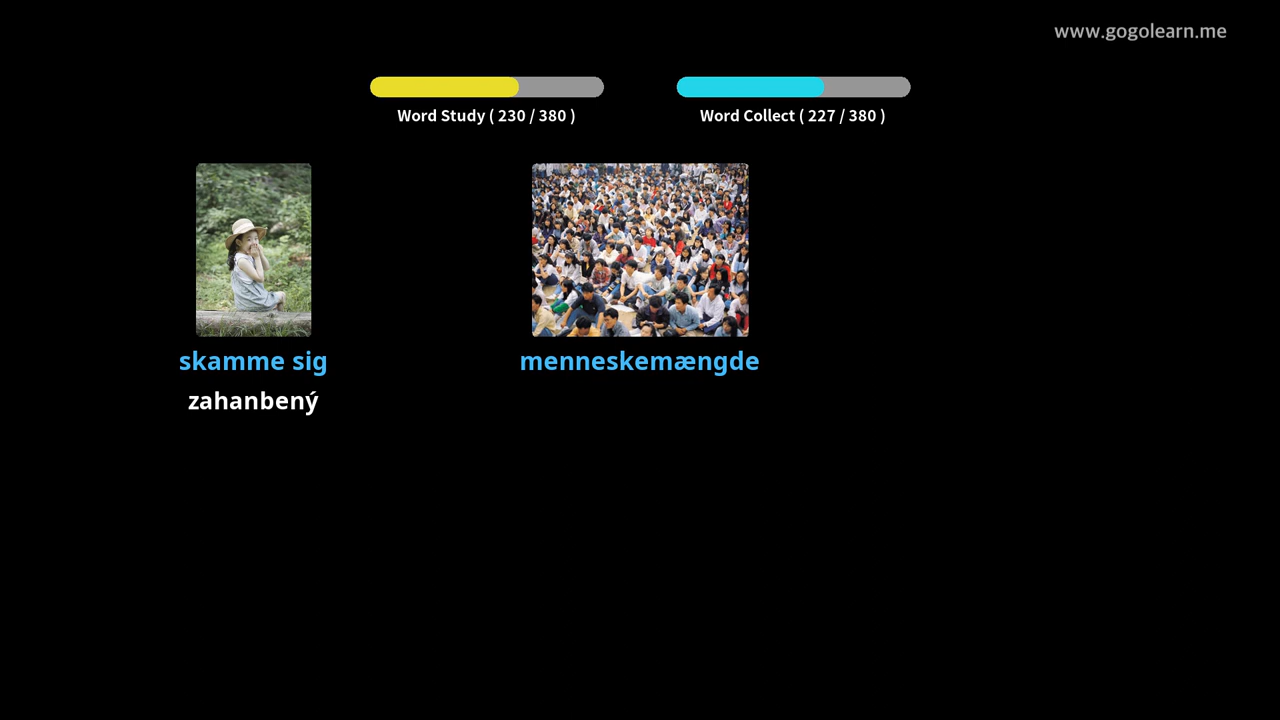 www.gogolearn.me
Word Study ( 230 / 380 )
Word Collect ( 227 / 380 )
skamme sig
menneskemængde
zahanbený